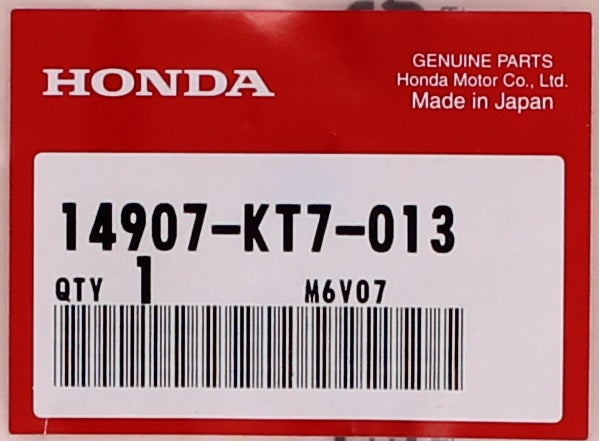 HONDA
GENUINE PARTS
Honda Motor Co., Ltd.
Made in Japan
14907-KT7-013
QTY 1 M6V07